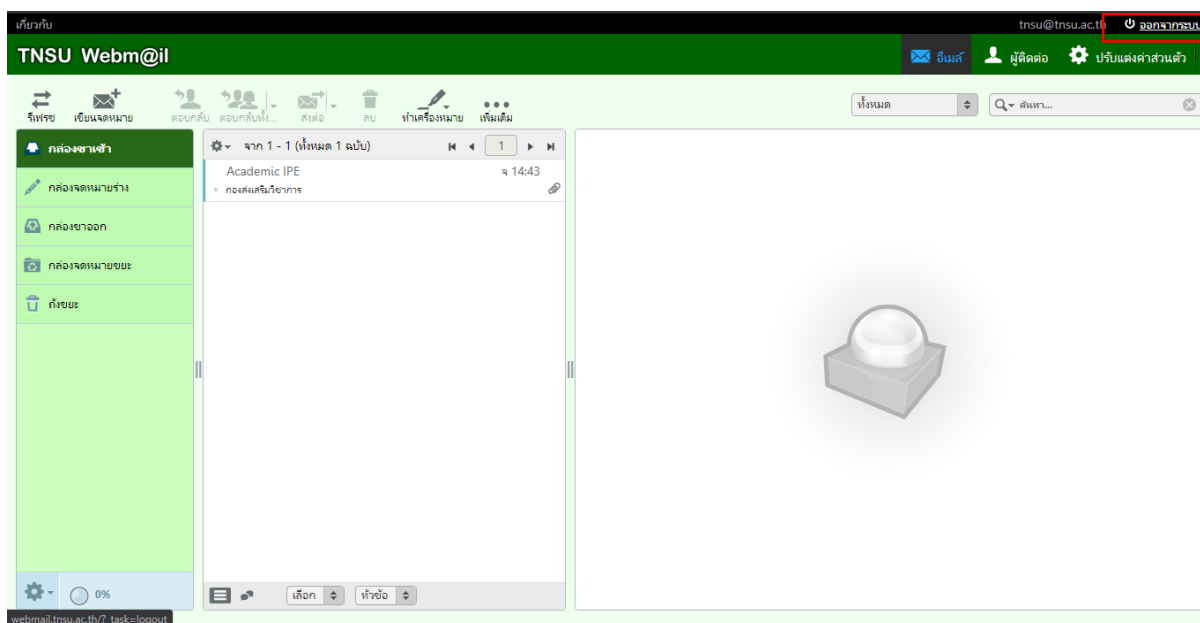 เกี่ยวกับ
tnsu@tnsu.ac.th
ออกจากระบบ
TNSU Webm@il
อีเมล์
ผู้ติดต่อ
ปรับแต่งค่าส่วนตัว
รีเฟรช
เขียนจดหมาย
ตอบกลับ
ตอบกลับทั้ง...
ส่งต่อ
ลบ
ทำเครื่องหมาย
เพิ่มเติม
ทั้งหมด
ค้นหา...
กล่องขาเข้า
กล่องจดหมายร่าง
กล่องขาออก
กล่องจดหมายขยะ
ถังขยะ
จาก 1 - 1 (ทั้งหมด 1 ฉบับ)
1
Academic IPE
จ 14:43
กองส่งเสริมวิชาการ
0%
เลือก
หัวข้อ
webmail.tnsu.ac.th/?_task=logout